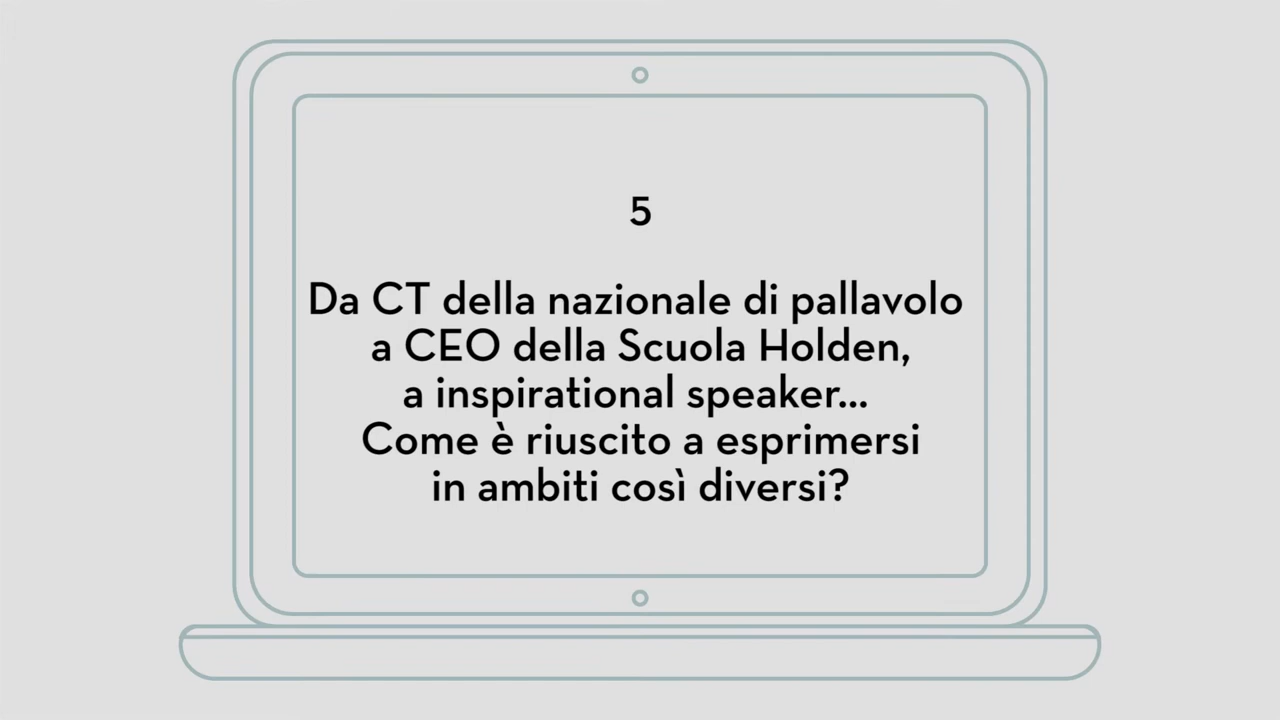 5
Da CT della nazionale di pallavolo
a CEO della Scuola Holden,
a inspirational speaker...
Come è riuscito a esprimersi
in ambiti così diversi?